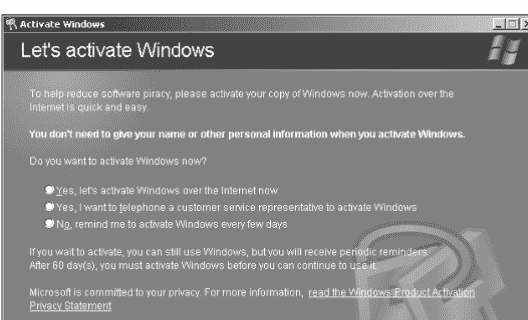 Activate Windows
Let's activate Windows
To help reduce software piracy, please activate your copy of Windows now. Activation over the
Internet is quick and easy.
You don't need to give your name or other personal information when you activate Windows.
Do you want to activate Windows now?
Yes, let's activate Windows over the Internet now
Yes, I want to telephone a customer service representative to activate Windows
No, remind me to activate Windows every few days
If you wait to activate, you can still use Windows, but you will receive periodic reminders.
After 60 day(s), you must activate Windows before you can continue to use it.
Microsoft is committed to your privacy. For more information, read the Windows Product Activation
Privacy Statement